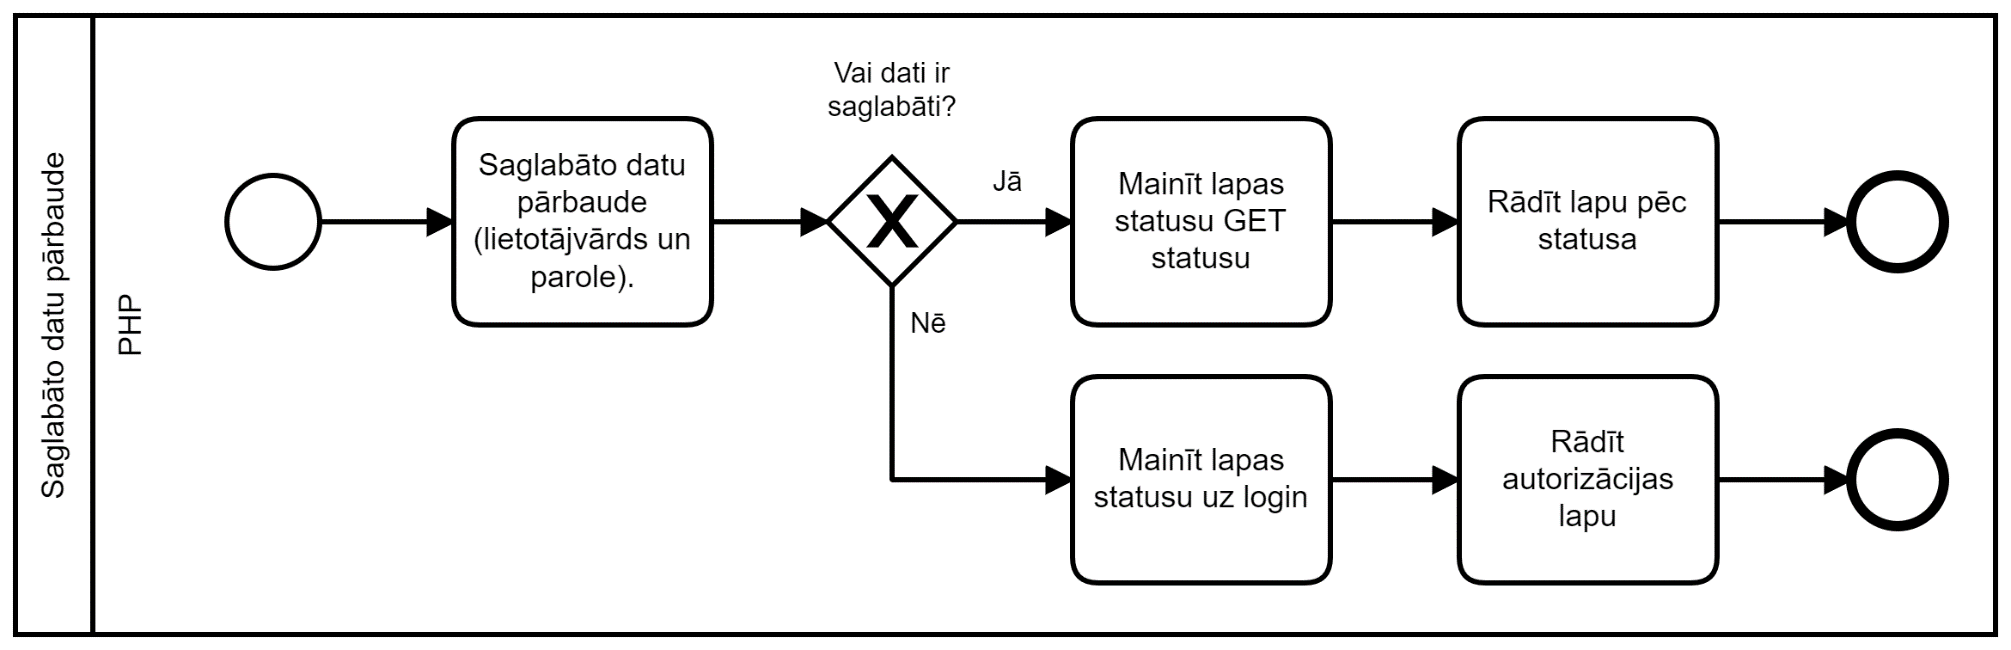 Saglabāto datu pārbaude
PHP
Saglabāto datu
pārbaude
(lietotājvārds un
parole).
Vai dati ir
saglabāti?
X
Jā
Nē
Mainīt lapas
statusu GET
statusu
Rādīt lapu pēc
statusa
Mainīt lapas
statusu uz login
Rādīt
autorizācijas
lapu